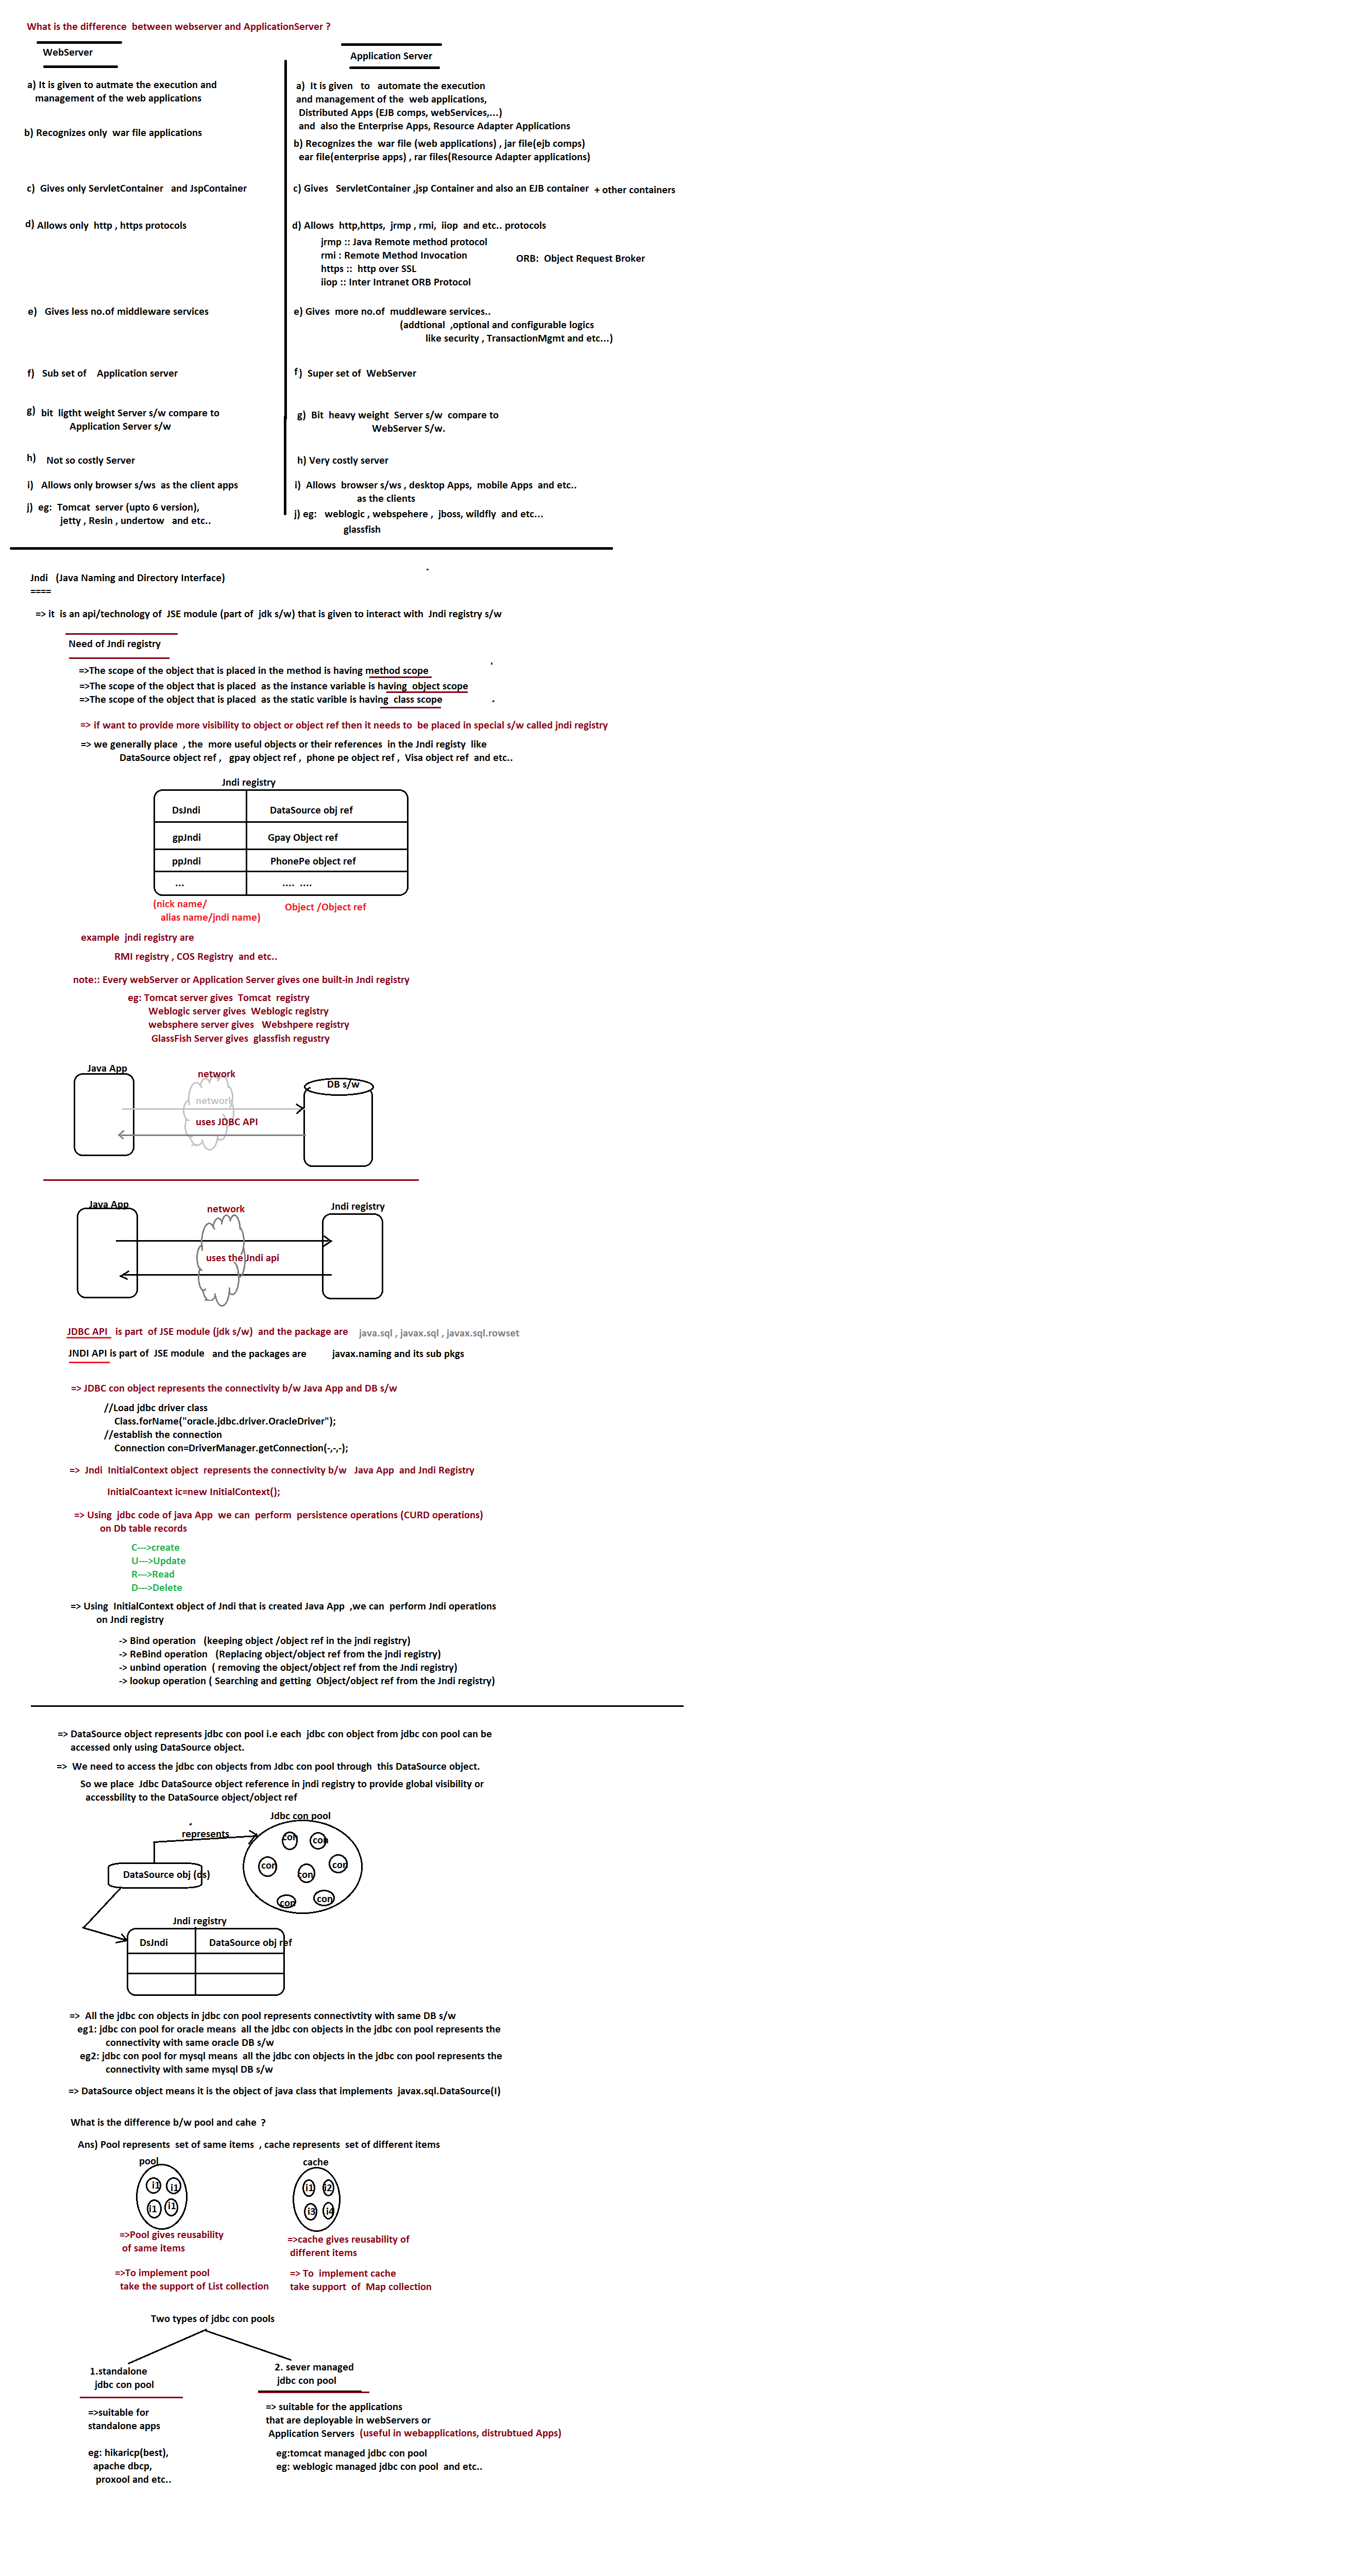 What is the difference  between webserver and ApplicationServer ?
WebServer
a) It is given to autmate the execution and
management of the web applications
b) Recognizes only  war file applications
c)  Gives only ServletContainer   and JspContainer
d) Allows only  http , https protocols
e)   Gives less no.of middleware services
f)   Sub set of    Application server
g)  bit  ligtht weight Server s/w compare to
Application Server s/w
h)    Not so costly Server
i)   Allows only browser s/ws  as the client apps
j)  eg:  Tomcat  server (upto 6 version),
jetty , Resin , undertow   and etc..
Application Server
a)  It is given   to   automate the execution
and management of the  web applications,
Distributed Apps (EJB comps, webServices,...)
and  also the Enterprise Apps, Resource Adapter Applications
b) Recognizes the  war file (web applications) , jar file(ejb comps)
ear file(enterprise apps) , rar files(Resource Adapter applications)
c) Gives   ServletContainer ,jsp Container and also an EJB container  + other containers
d) Allows  http,https,  jrmp , rmi,  iiop  and etc.. protocols
jrmp :: Java Remote method protocol
rmi : Remote Method Invocation
ORB:  Object Request Broker
https ::  http over SSL
iiop :: Inter Intranet ORB Protocol
e) Gives  more no.of  muddleware services..
(addtional  ,optional and configurable logics
like security , TransactionMgmt and etc...)
f)  Super set of  WebServer
g)  Bit  heavy weight  Server s/w  compare to
WebServer S/w.
h) Very costly server
i)  Allows  browser s/ws , desktop Apps,  mobile Apps  and etc..
as the clients
j) eg:   weblogic , webspehere ,  jboss, wildfly  and etc...
glassfish
Jndi   (Java Naming and Directory Interface)
====
=> it  is an api/technology of  JSE module (part of  jdk s/w) that is given to interact with  Jndi registry s/w
Need of Jndi registry
=>The scope of the object that is placed in the method is having method scope
=>The scope of the object that is placed  as the instance variable is having  object scope
=>The scope of the object that is placed  as the static varible is having  class scope
=> if want to provide more visibility to object or object ref then it needs to  be placed in special s/w called jndi registry
=> we generally place  , the  more useful objects or their references  in the Jndi registy  like
DataSource object ref ,   gpay object ref ,  phone pe object ref ,  Visa object ref  and etc..
Jndi registry
DsJndi    DataSource obj ref
gpJndi    Gpay Object ref
ppJndi    PhonePe object ref
...    ....  ....
(nick name/
alias name/jndi name)
Object /Object ref
example  jndi registry are
RMI registry , COS Registry  and etc..
note:: Every webServer or Application Server gives one built-in Jndi registry
eg: Tomcat server gives  Tomcat  registry
Weblogic server gives  Weblogic registry
websphere server gives   Webshpere registry
GlassFish Server gives  glassfish regustry
Java App
network
DB s/w
network
uses JDBC API
Java App
network
Jndi registry
uses the Jndi api
JDBC API  is part  of JSE module (jdk s/w)  and the package are   java.sql , javax.sql , javax.sql.rowset
JNDI API is part of  JSE module   and the packages are   javax.naming and its sub pkgs
=> JDBC con object represents the connectivity b/w Java App and DB s/w
//Load jdbc driver class
Class.forName("oracle.jdbc.driver.OracleDriver");
//establish the connection
Connection con=DriverManager.getConnection(-,-,-);
=>  Jndi  InitialContext object  represents the connectivity b/w   Java App  and Jndi Registry
InitialCoantext ic=new InitialContext();
=> Using  jdbc code of java App  we can  perform  persistence operations (CURD operations)
on Db table records
C--->create
U--->Update
R--->Read
D--->Delete
=> Using  InitialContext object of Jndi that is created Java App  ,we can  perform Jndi operations
on Jndi registry
-> Bind operation   (keeping object /object ref in the jndi registry)
-> ReBind operation   (Replacing object/object ref from the jndi registry)
-> unbind operation  ( removing the object/object ref from the Jndi registry)
-> lookup operation ( Searching and getting  Object/object ref from the Jndi registry)
=> DataSource object represents jdbc con pool i.e each  jdbc con object from jdbc con pool can be
accessed only using DataSource object.
=>  We need to access the jdbc con objects from Jdbc con pool through  this DataSource object.
So we place  Jdbc DataSource object reference in jndi registry to provide global visibility or
accessbility to the DataSource object/object ref
Jdbc con pool
represents
con  con
con  con  con
con  con
DataSource obj (ds)
Jndi registry
DsJndi    DataSource obj ref
=>  All the jdbc con objects in jdbc con pool represents connectivtity with same DB s/w
eg1: jdbc con pool for oracle means  all the jdbc con objects in the jdbc con pool represents the
connectivity with same oracle DB s/w
eg2: jdbc con pool for mysql means  all the jdbc con objects in the jdbc con pool represents the
connectivity with same mysql DB s/w
=> DataSource object means it is the object of java class that implements  javax.sql.DataSource(I)
What is the difference b/w pool and cahe  ?
Ans) Pool represents  set of same items  , cache represents  set of different items
pool
i1  i1
i1  i1
=>Pool gives reusability
of same items
=>To implement pool
take the support of List collection
cache
i1  i2
i3  i4
=>cache gives reusability of
different items
=> To  implement cache
take support  of  Map collection
Two types of jdbc con pools
1.standalone
jdbc con pool
=>suitable for
standalone apps
eg: hikaricp(best),
apache dbcp,
proxool and etc..
2. sever managed
jdbc con pool
=> suitable for the applications
that are deployable in webServers or
Application Servers  (useful in webapplications, distrubtued Apps)
eg:tomcat managed jdbc con pool
eg: weblogic managed jdbc con pool  and etc..